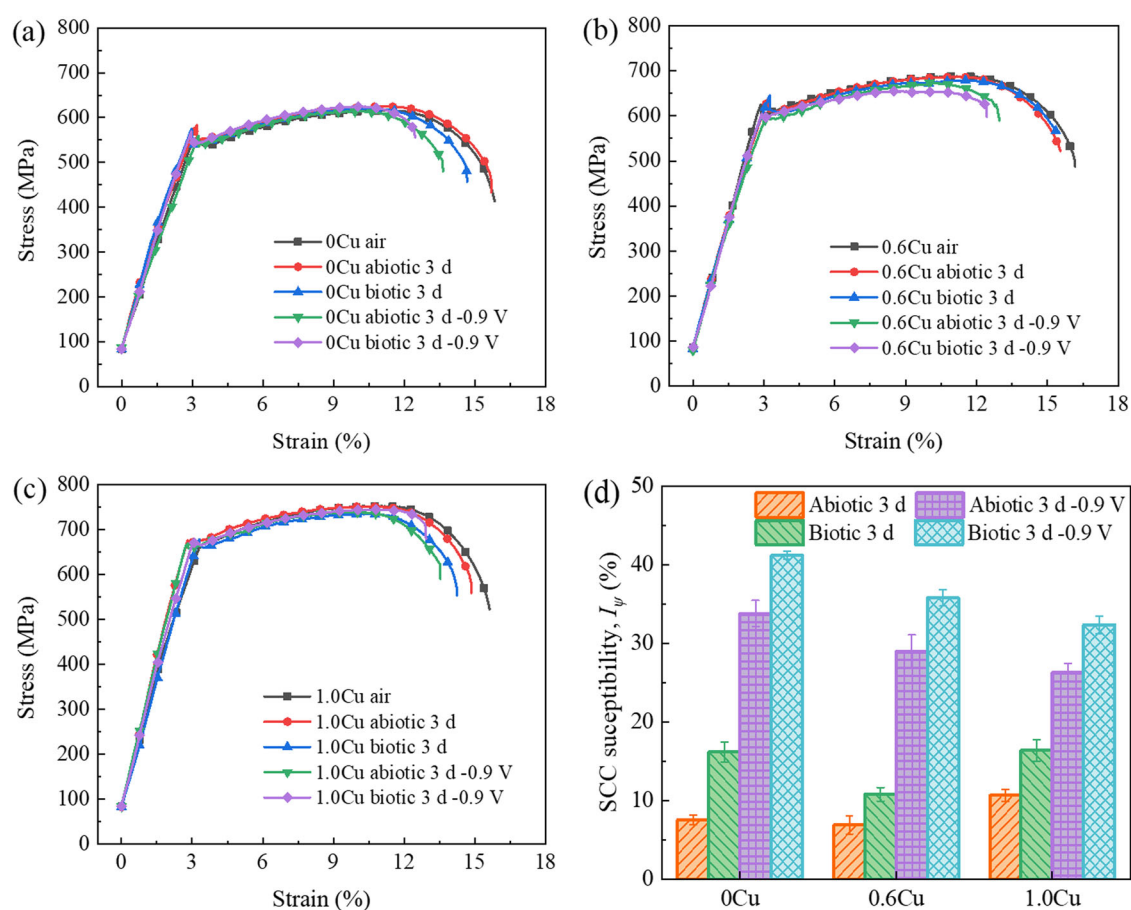 (a)
800
700
600
500
400
300
200
100
0
Stress (MPa)
0Cu air
0Cu abiotic 3 d
0Cu biotic 3 d
0Cu abiotic 3 d -0.9 V
0Cu biotic 3 d -0.9 V
0 3 6 9 12 15 18
Strain (%)
(b)
800
700
600
500
400
300
200
100
0
Stress (MPa)
0.6Cu air
0.6Cu abiotic 3 d
0.6Cu biotic 3 d
0.6Cu abiotic 3 d -0.9 V
0.6Cu biotic 3 d -0.9 V
0 3 6 9 12 15 18
Strain (%)
(c)
800
700
600
500
400
300
200
100
0
Stress (MPa)
1.0Cu air
1.0Cu abiotic 3 d
1.0Cu biotic 3 d
1.0Cu abiotic 3 d -0.9 V
1.0Cu biotic 3 d -0.9 V
0 3 6 9 12 15 18
Strain (%)
(d)
50
40
30
20
10
0
SCC suceptibility, Iψ (%)
Abiotic 3 d Abiotic 3 d -0.9 V
Biotic 3 d Biotic 3 d -0.9 V
0Cu 0.6Cu 1.0Cu